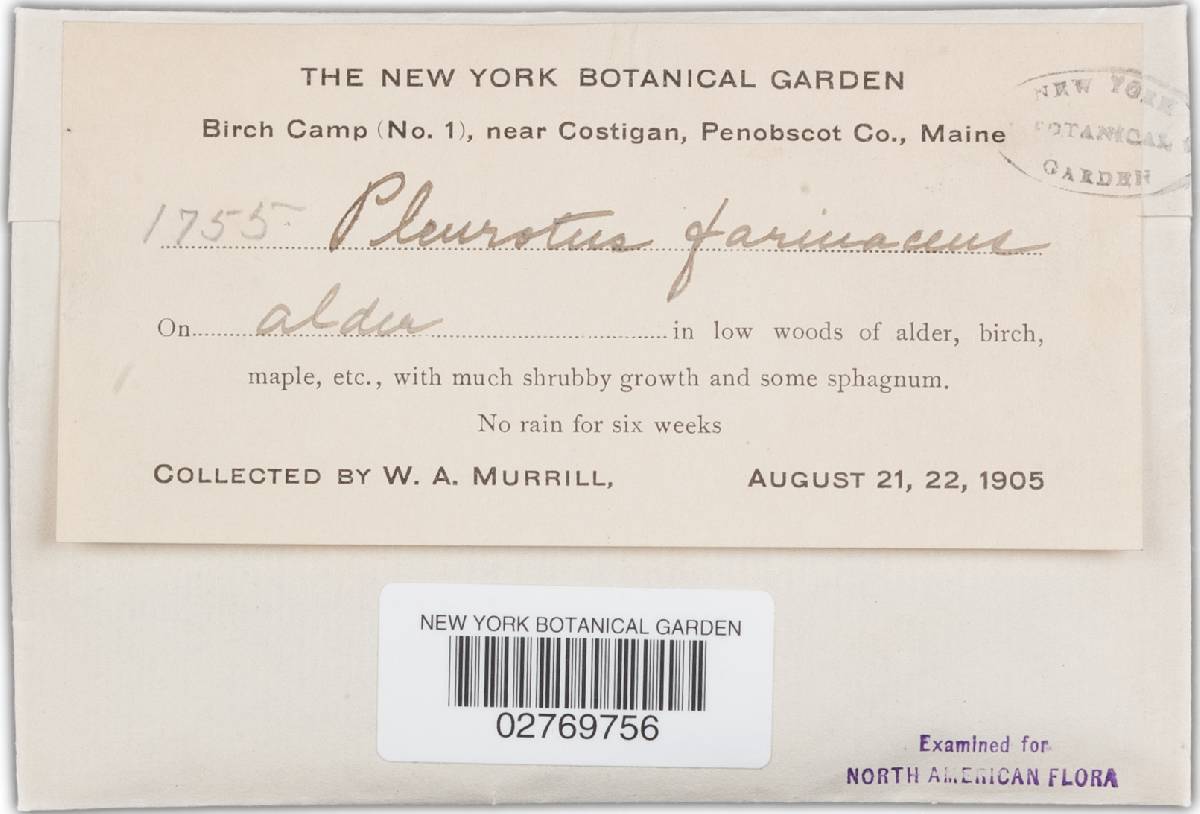 THE NEW YORK BOTANICAL GARDEN
Birch Camp (No. 1), near Costigan, Penobscot Co., Maine
NEW YORK
BOTANICAL
GARDEN
1755 Pleurotus farinaceus
On alder in low woods of alder, birch,
maple, etc., with much shrubby growth and some sphagnum.
No rain for six weeks
COLLECTED BY W. A. MURRILL, AUGUST 21, 22, 1905
NEW YORK BOTANICAL GARDEN
02769756
Examined for
NORTH AMERICAN FLORA